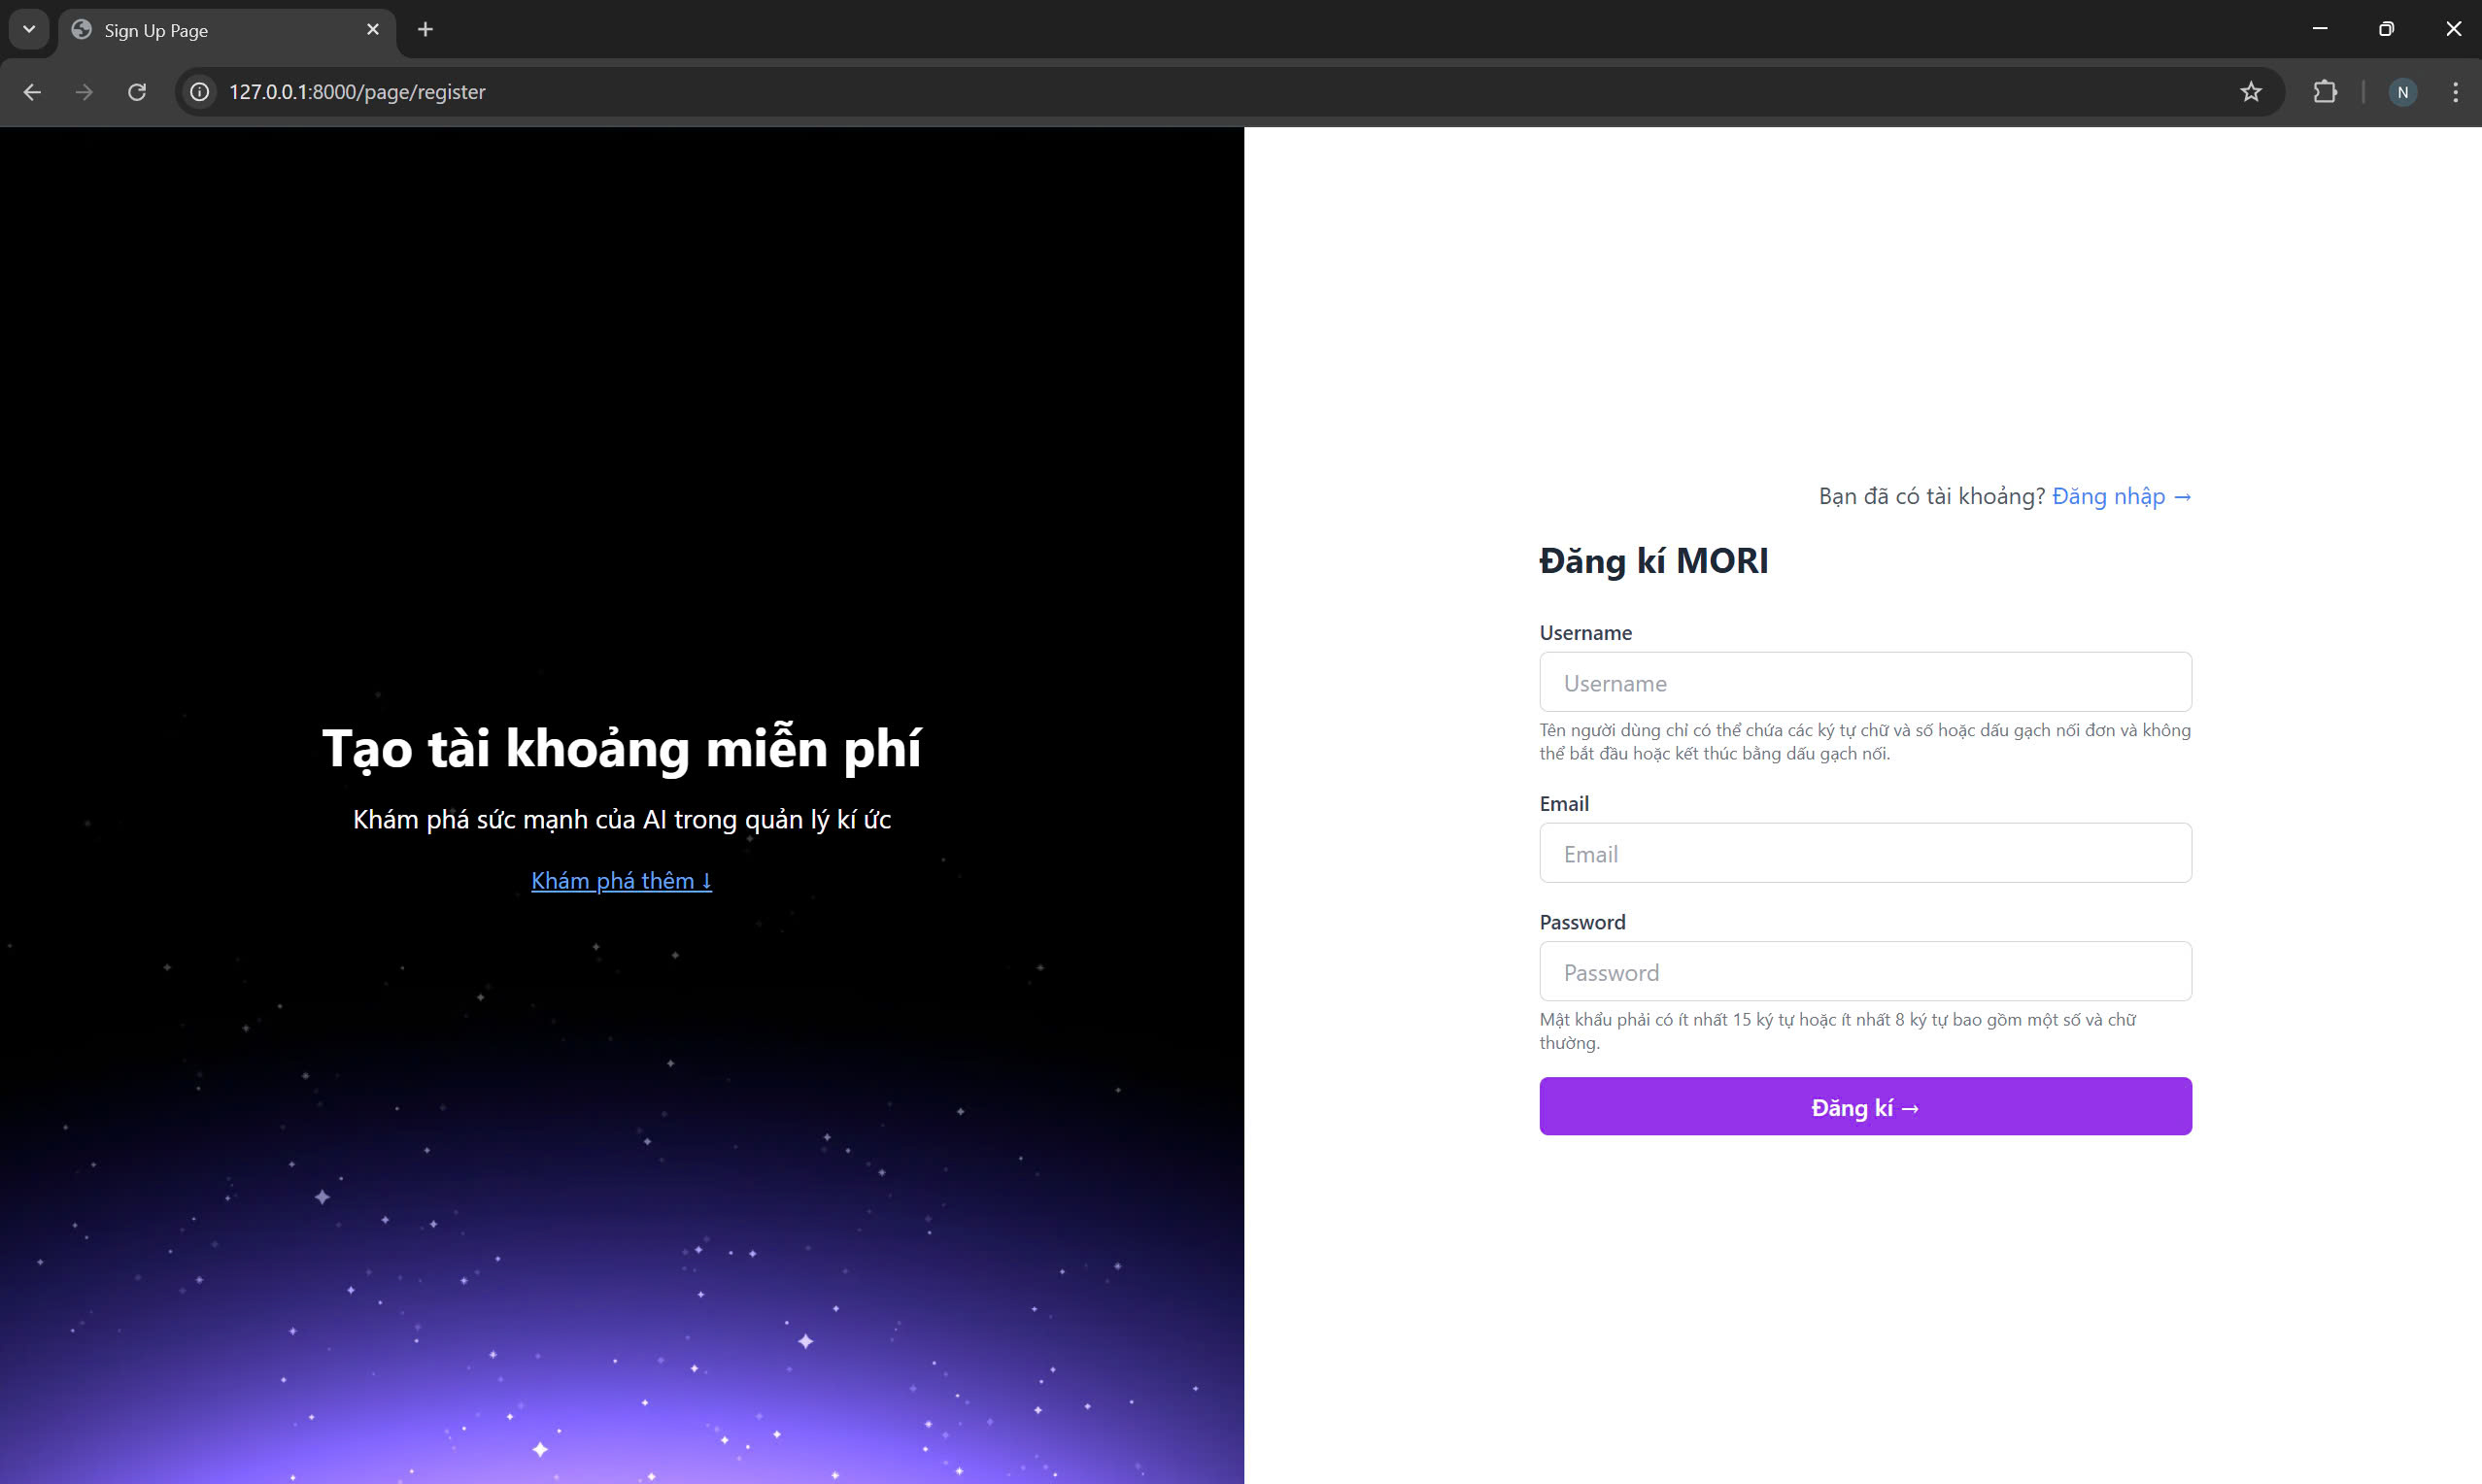 Sign Up Page
127.0.0.1:8000/page/register
N
Tạo tài khoảng miễn phí
Khám phá sức mạnh của AI trong quản lý kí ức
Khám phá thêm ↓
Bạn đã có tài khoảng? Đăng nhập →
Đăng kí MORI
Username
Username
Tên người dùng chỉ có thể chứa các ký tự chữ và số hoặc dấu gạch nối đơn và không
thể bắt đầu hoặc kết thúc bằng dấu gạch nối.
Email
Email
Password
Password
Mật khẩu phải có ít nhất 15 ký tự hoặc ít nhất 8 ký tự bao gồm một số và chữ
thường.
Đăng kí →